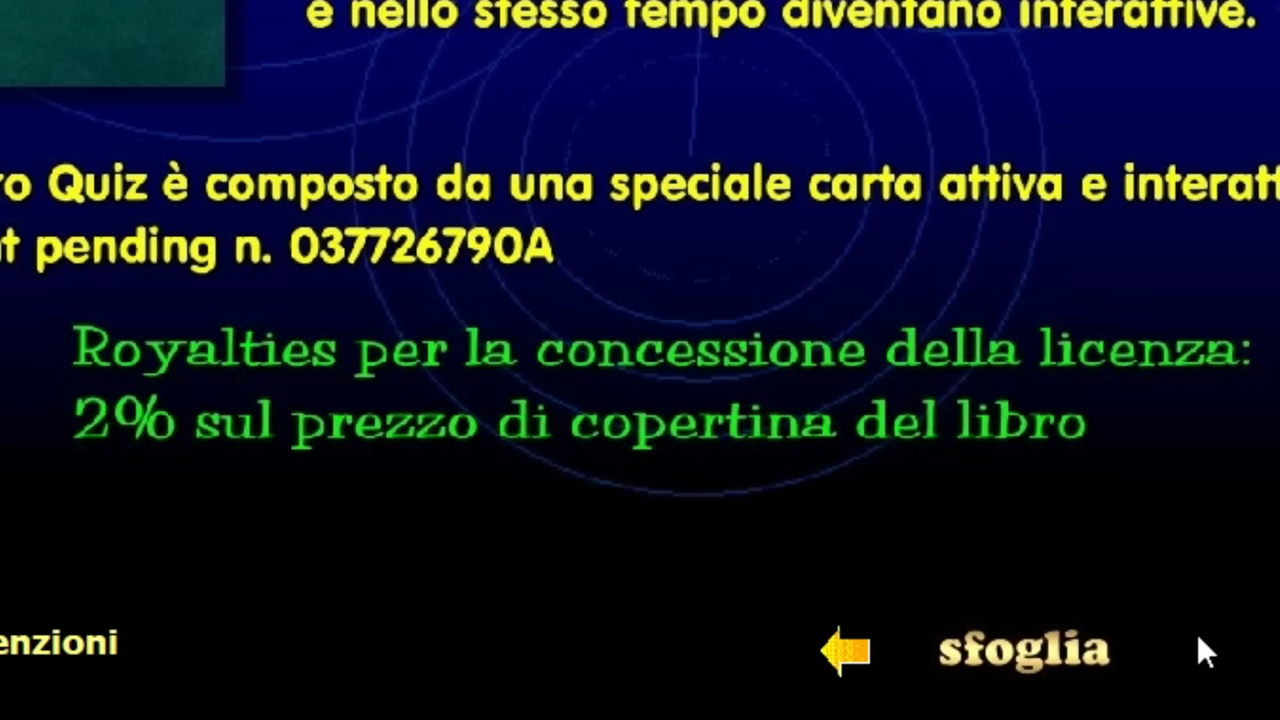 e nello stesso tempo diventano interattive.
ro Quiz è composto da una speciale carta attiva e interatt
nt pending n. 037726790A
Royalties per la concessione della licenza:
2% sul prezzo di copertina del libro
enzioni
sfoglia